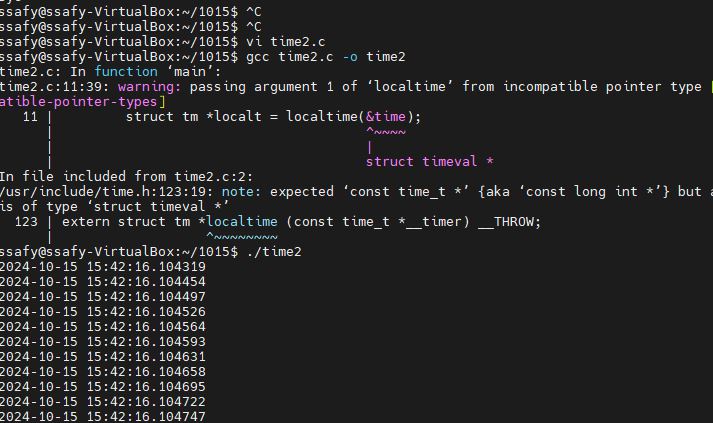 ssafy@ssafy-VirtualBox:~/1015$ ^C
ssafy@ssafy-VirtualBox:~/1015$ ^C
ssafy@ssafy-VirtualBox:~/1015$ vi time2.c
ssafy@ssafy-VirtualBox:~/1015$ gcc time2.c -o time2
time2.c: In function ‘main’:
time2.c:11:39: warning: passing argument 1 of ‘localtime’ from incompatible pointer type [
atible-pointer-types]
   11 |         struct tm *localt = localtime(&time);
      |                                       ^~~~~
      |                                       |
      |                                       struct timeval *
In file included from time2.c:2:
/usr/include/time.h:123:19: note: expected ‘const time_t *’ {aka ‘const long int *’} but a
is of type ‘struct timeval *’
  123 | extern struct tm *localtime (const time_t *__timer) __THROW;
      |                   ^~~~~~~~~
ssafy@ssafy-VirtualBox:~/1015$ ./time2
2024-10-15 15:42:16.104319
2024-10-15 15:42:16.104454
2024-10-15 15:42:16.104497
2024-10-15 15:42:16.104526
2024-10-15 15:42:16.104564
2024-10-15 15:42:16.104593
2024-10-15 15:42:16.104631
2024-10-15 15:42:16.104658
2024-10-15 15:42:16.104695
2024-10-15 15:42:16.104722
2024-10-15 15:42:16.104747